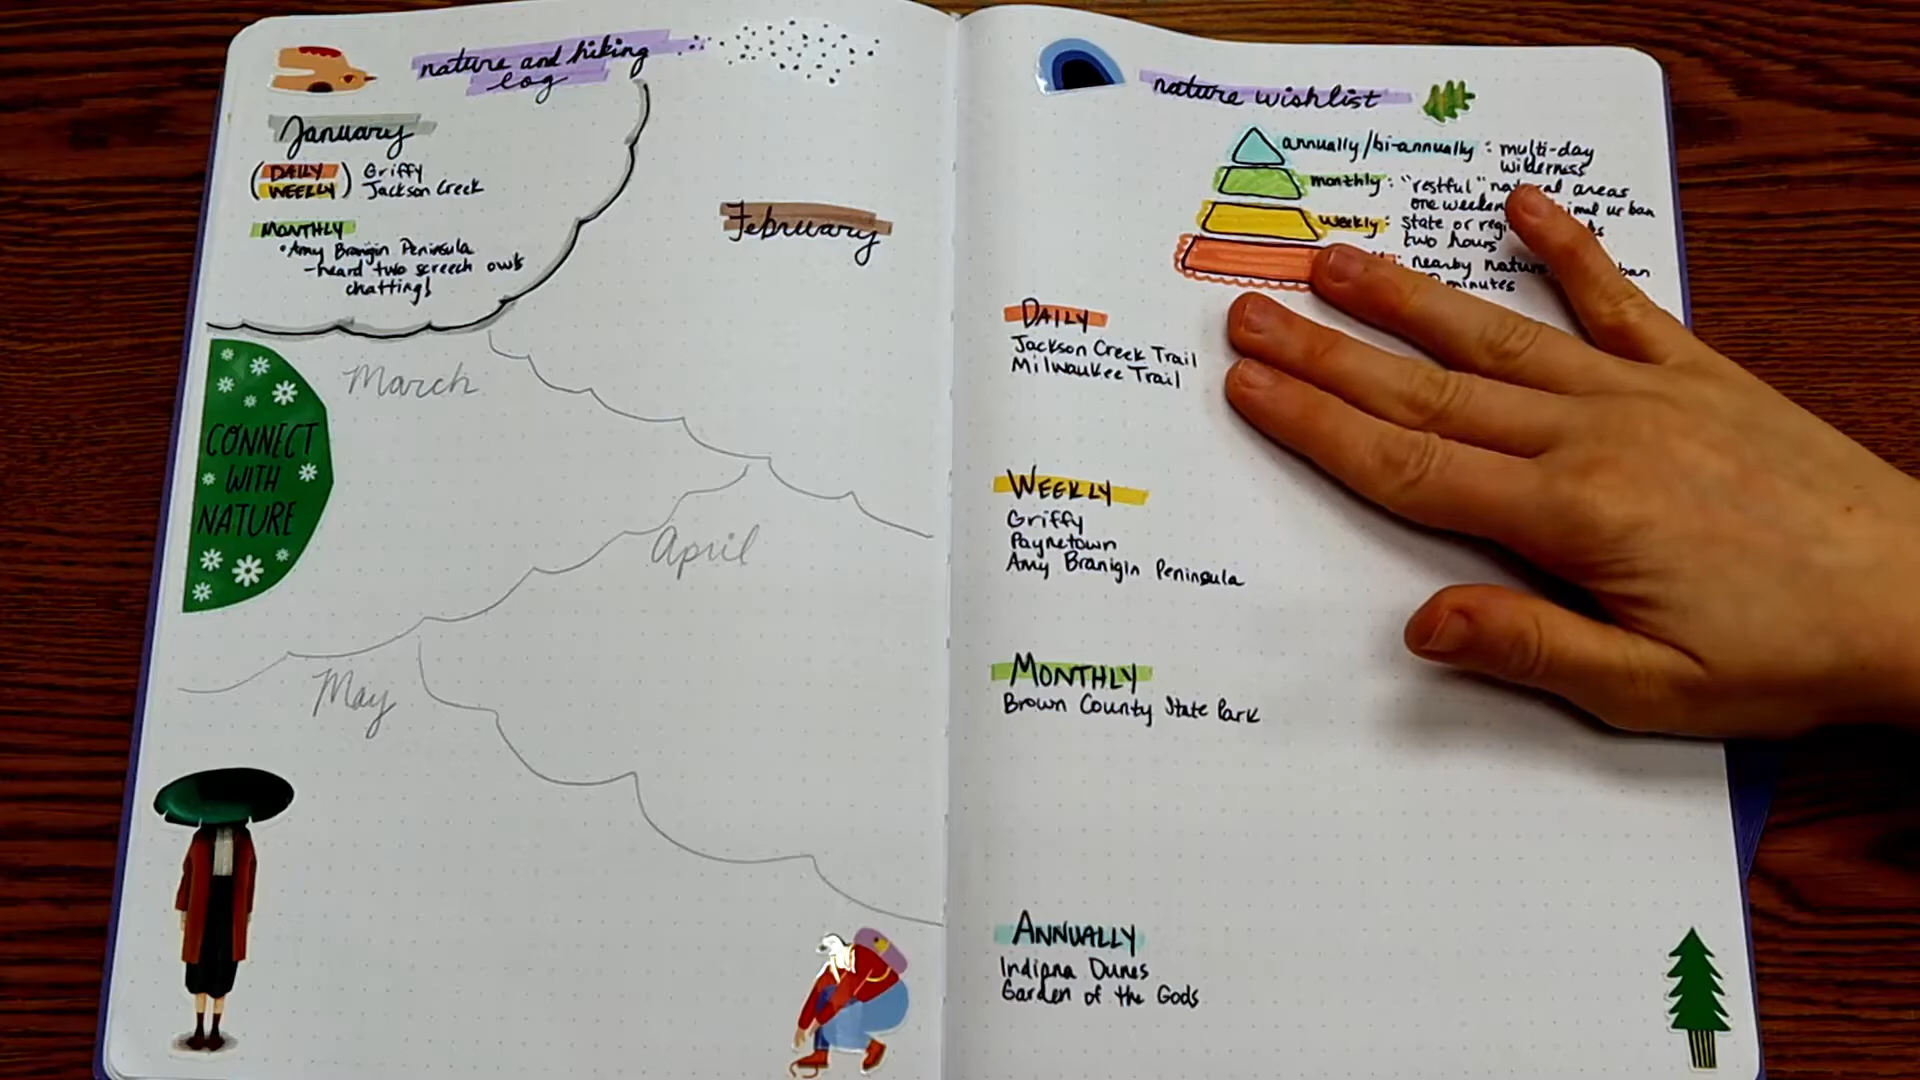 nature and hiking
log
January
(DAILY) Griffy
(WEEKLY) Jackson Creek
MONTHLY
• Amy Branigin Peninsula
- heard two screech owls
chatting!
February
March
CONNECT
WITH
NATURE
April
May
nature wishlist
annually/bi-annually : multi-day
wilderness
monthly : "restful" natural areas
one urban
weekly : state or
two hours
: nearby
minutes
DAILY
Jackson Creek Trail
Milwaukee Trail
WEEKLY
Griffy
Paynetown
Amy Branigin Peninsula
MONTHLY
Brown County State Park
ANNUALLY
Indiana Dunes
Garden of the Gods